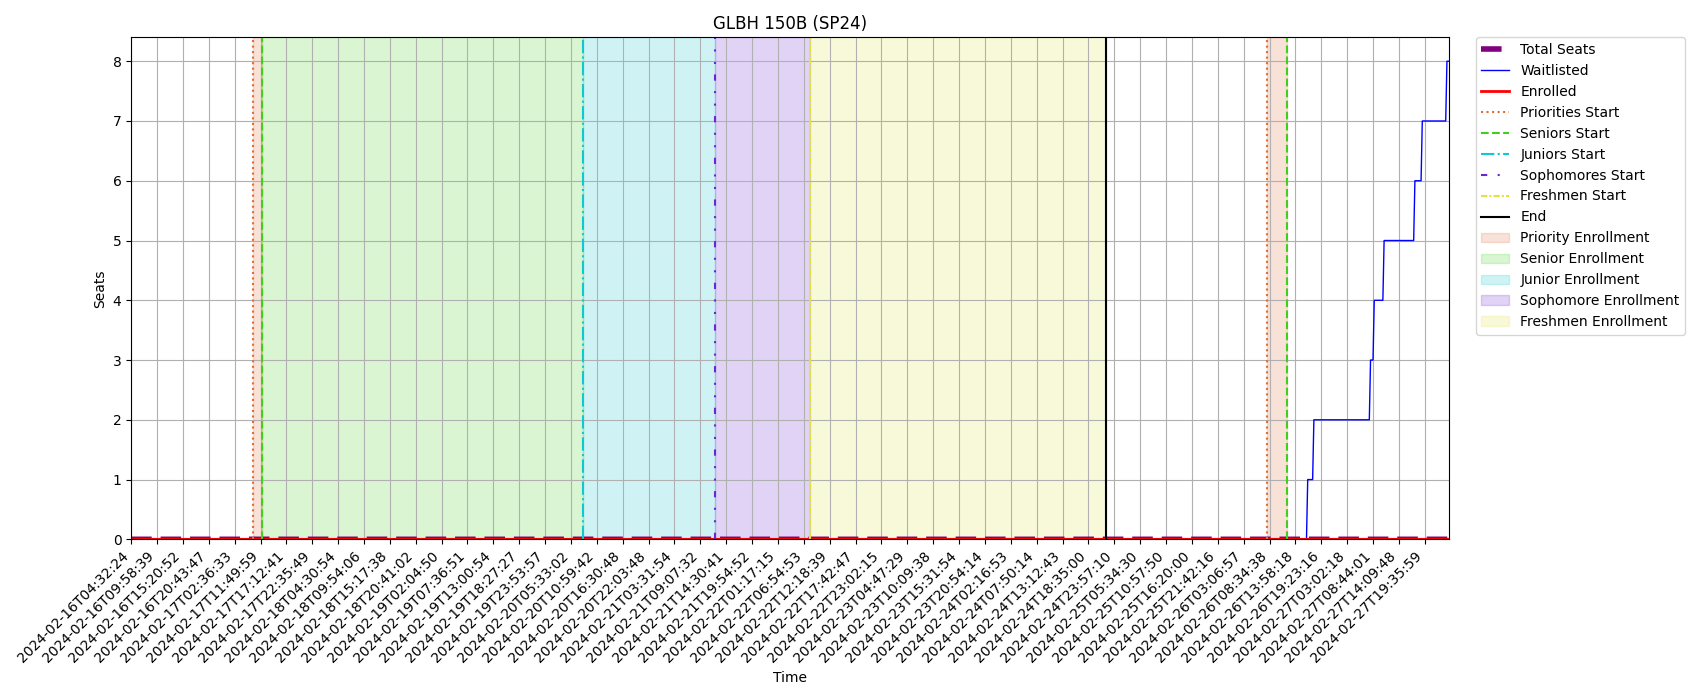 GLBH 150B (SP24)
8
7
6
5
4
3
2
1
0
Seats
2024-02-16T04:32:24
2024-02-16T09:58:39
2024-02-16T15:20:52
2024-02-16T20:43:47
2024-02-17T02:36:33
2024-02-17T11:49:59
2024-02-17T17:12:41
2024-02-17T22:35:49
2024-02-18T04:30:54
2024-02-18T09:54:06
2024-02-18T15:17:38
2024-02-18T20:41:02
2024-02-19T02:04:50
2024-02-19T07:36:51
2024-02-19T13:00:54
2024-02-19T18:27:27
2024-02-19T23:53:57
2024-02-20T05:33:02
2024-02-20T10:59:42
2024-02-20T16:30:48
2024-02-20T22:03:48
2024-02-21T03:31:54
2024-02-21T09:07:32
2024-02-21T14:30:41
2024-02-21T19:54:52
2024-02-22T01:17:15
2024-02-22T06:54:53
2024-02-22T12:18:39
2024-02-22T17:42:47
2024-02-22T23:02:15
2024-02-23T04:47:29
2024-02-23T10:09:38
2024-02-23T15:31:54
2024-02-23T20:54:14
2024-02-24T02:16:53
2024-02-24T07:50:14
2024-02-24T13:12:43
2024-02-24T18:35:00
2024-02-24T23:57:10
2024-02-25T05:34:30
2024-02-25T10:57:50
2024-02-25T16:20:00
2024-02-25T21:42:16
2024-02-26T03:06:57
2024-02-26T08:34:38
2024-02-26T13:58:18
2024-02-26T19:23:16
2024-02-27T03:02:18
2024-02-27T08:44:01
2024-02-27T14:09:48
2024-02-27T19:35:59
Time
Total Seats
Waitlisted
Enrolled
Priorities Start
Seniors Start
Juniors Start
Sophomores Start
Freshmen Start
End
Priority Enrollment
Senior Enrollment
Junior Enrollment
Sophomore Enrollment
Freshmen Enrollment